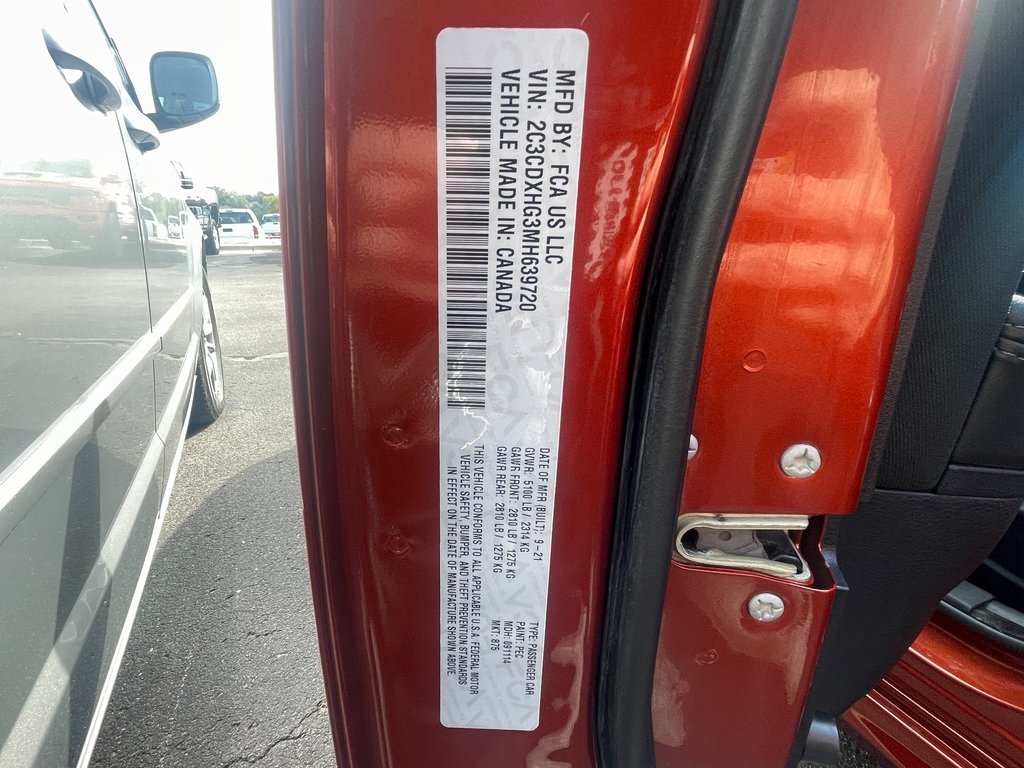 MFD BY: FCA US LLC
VIN: 2C3CDXHG3MH639720
VEHICLE MADE IN: CANADA
DATE OF MFR (BUILT): 9-21
GVWR: 5100 LB / 2314 KG
GAWR FRONT: 2810 LB / 1275 KG
GAWR REAR: 2810 LB / 1275 KG
TYPE: PASSENGER CAR
PAINT: PEC
MDH: 091114
MKT: 875
THIS VEHICLE CONFORMS TO ALL APPLICABLE U.S.A. FEDERAL MOTOR
VEHICLE SAFETY, BUMPER, AND THEFT PREVENTION STANDARDS
IN EFFECT ON THE DATE OF MANUFACTURE SHOWN ABOVE.